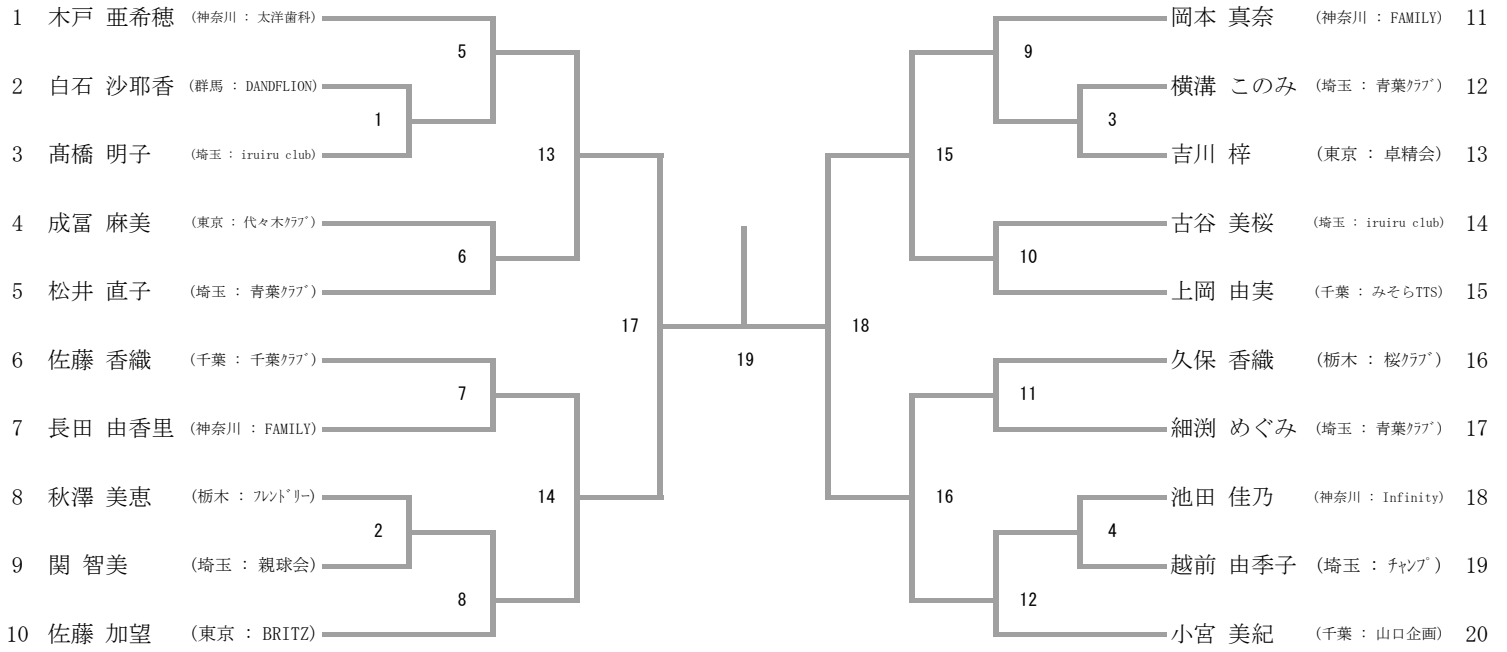 1 木戸 亜希穂 (神奈川 : 太洋歯科)
5
2 白石 沙耶香 (群馬 : DANDFLION)
1
3 髙橋 明子 (埼玉 : iruiru club)
13
4 成冨 麻美 (東京 : 代々木ｸﾗﾌﾞ)
6
5 松井 直子 (埼玉 : 青葉ｸﾗﾌﾞ)
17
6 佐藤 香織 (千葉 : 千葉ｸﾗﾌﾞ)
7
7 長田 由香里 (神奈川 : FAMILY)
8 秋澤 美恵 (栃木 : ﾌﾚﾝﾄﾞﾘｰ)
14
2
9 関 智美 (埼玉 : 親球会)
8
10 佐藤 加望 (東京 : BRITZ)
19
岡本 真奈 (神奈川 : FAMILY) 11
9
横溝 このみ (埼玉 : 青葉ｸﾗﾌﾞ) 12
3
吉川 梓 (東京 : 卓精会) 13
15
古谷 美桜 (埼玉 : iruiru club) 14
10
上岡 由実 (千葉 : みそらTTS) 15
18
久保 香織 (栃木 : 桜ｸﾗﾌﾞ) 16
11
細渕 めぐみ (埼玉 : 青葉ｸﾗﾌﾞ) 17
池田 佳乃 (神奈川 : Infinity) 18
16
4
越前 由季子 (埼玉 : ﾁｬﾝﾌﾟ) 19
12
小宮 美紀 (千葉 : 山口企画) 20